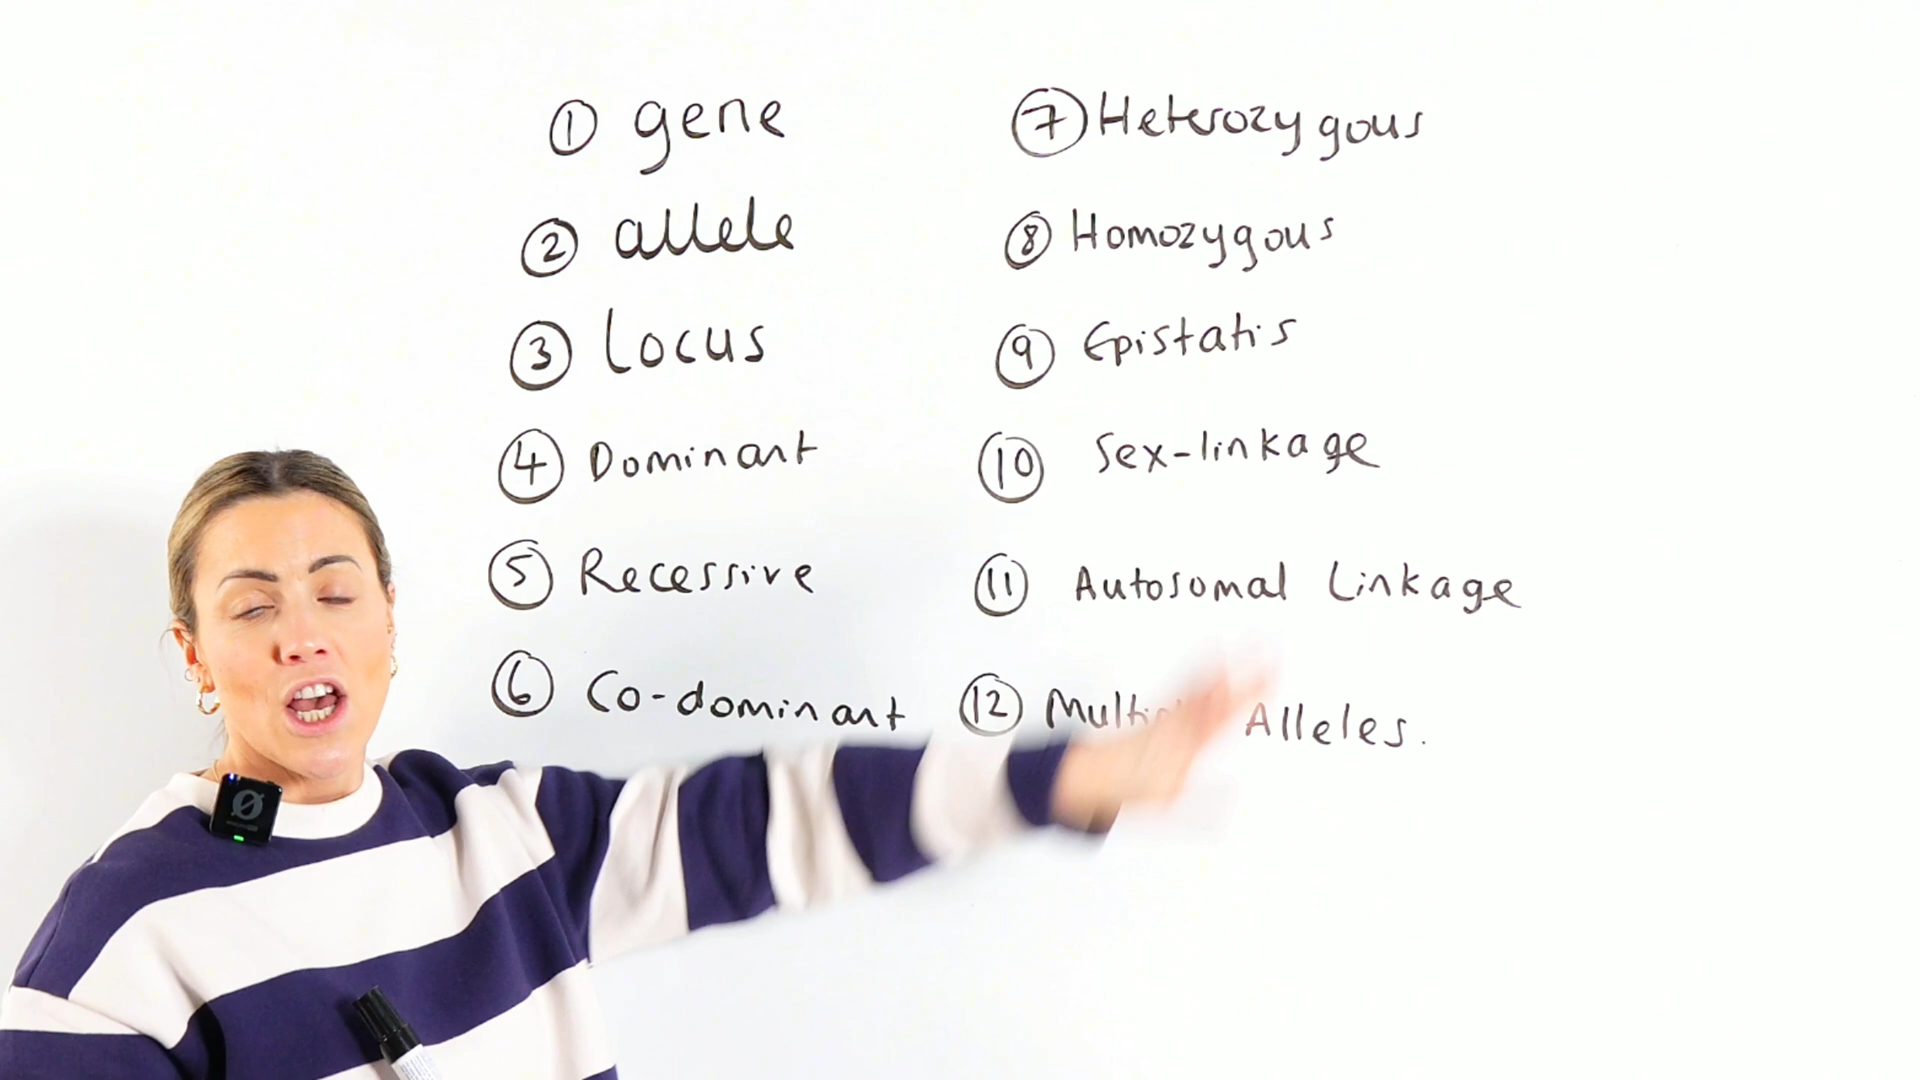 ① gene
② allele
③ Locus
④ Dominant
⑤ Recessive
⑥ Co-dominant
⑦ Heterozygous
⑧ Homozygous
⑨ Epistatis
⑩ Sex-linkage
⑪ Autosomal Linkage
⑫ Alleles.